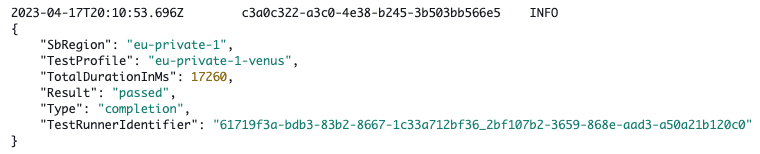 2023-04-17T20:10:53.696Z c3a0c322-a3c0-4e38-b245-3b503bb566e5 INFO
{
    "SbRegion": "eu-private-1",
    "TestProfile": "eu-private-1-venus",
    "TotalDurationInMs": 17260,
    "Result": "passed",
    "Type": "completion",
    "TestRunnerIdentifier": "61719f3a-bdb3-83b2-8667-1c33a712bf36_2bf107b2-3659-868e-aad3-a50a21b120c0"
}